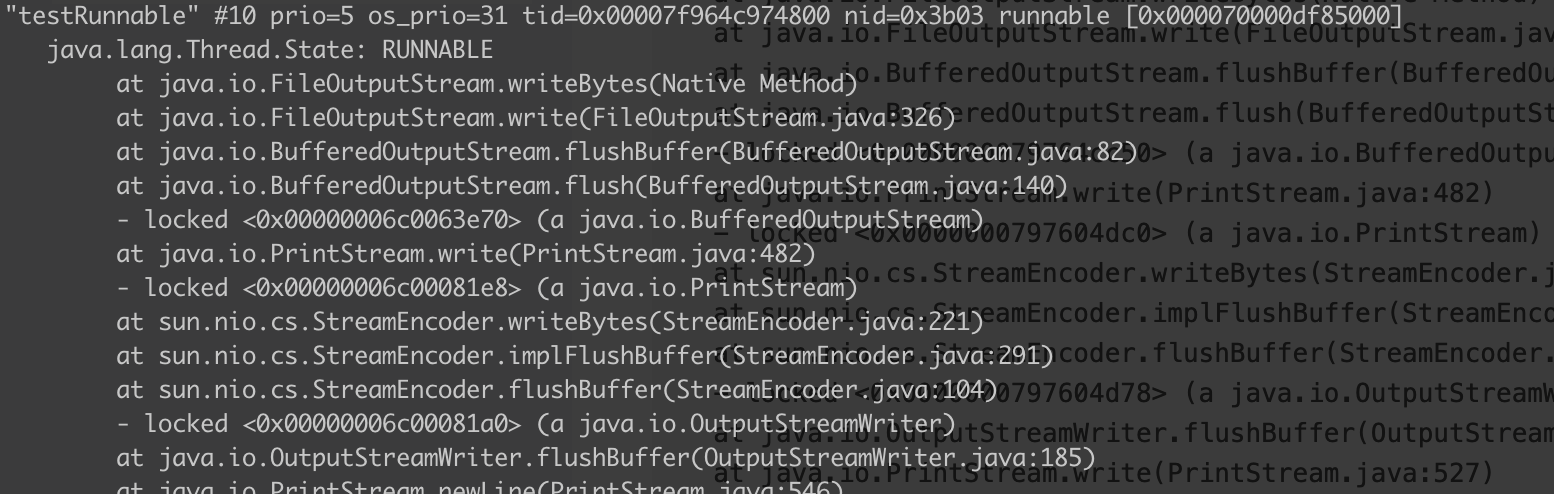 "testRunnable" #10 prio=5 os_prio=31 tid=0x00007f964c974800 nid=0x3b03 runnable [0x000070000df85000]
java.lang.Thread.State: RUNNABLE
at java.io.FileOutputStream.writeBytes(Native Method)
at java.io.FileOutputStream.write(FileOutputStream.java:326)
at java.io.BufferedOutputStream.flushBuffer(BufferedOutputStream.java:82)
at java.io.BufferedOutputStream.flush(BufferedOutputStream.java:140)
- locked <0x00000006c0063e70> (a java.io.BufferedOutputStream)
at java.io.PrintStream.write(PrintStream.java:482)
- locked <0x00000006c00081e8> (a java.io.PrintStream)
at sun.nio.cs.StreamEncoder.writeBytes(StreamEncoder.java:221)
at sun.nio.cs.StreamEncoder.implFlushBuffer(StreamEncoder.java:291)
at sun.nio.cs.StreamEncoder.flushBuffer(StreamEncoder.java:104)
- locked <0x00000006c00081a0> (a java.io.OutputStreamWriter)
at java.io.OutputStreamWriter.flushBuffer(OutputStreamWriter.java:185)
at java.io.PrintStream.newLine(PrintStream.java:546)
at java.io.FileOutputStream.write(FileOutputStream.jav
at java.io.BufferedOutputStream.flushBuffer(BufferedOu
at java.io.BufferedOutputStream.flush(BufferedOutputSt
(a java.io.BufferedOutpu
at java.io.PrintStream.write(PrintStream.java:482)
- locked <0x0000000797604dc0> (a java.io.PrintStream)
at sun.nio.cs.StreamEncoder.writeBytes(StreamEncoder.j
at sun.nio.cs.StreamEncoder.implFlushBuffer(StreamEnco
at sun.nio.cs.StreamEncoder.flushBuffer(StreamEncoder.
- locked <0x0000000797604d78> (a java.io.OutputStreamW
at java.io.OutputStreamWriter.flushBuffer(OutputStream
at java.io.PrintStream.write(PrintStream.java:527)